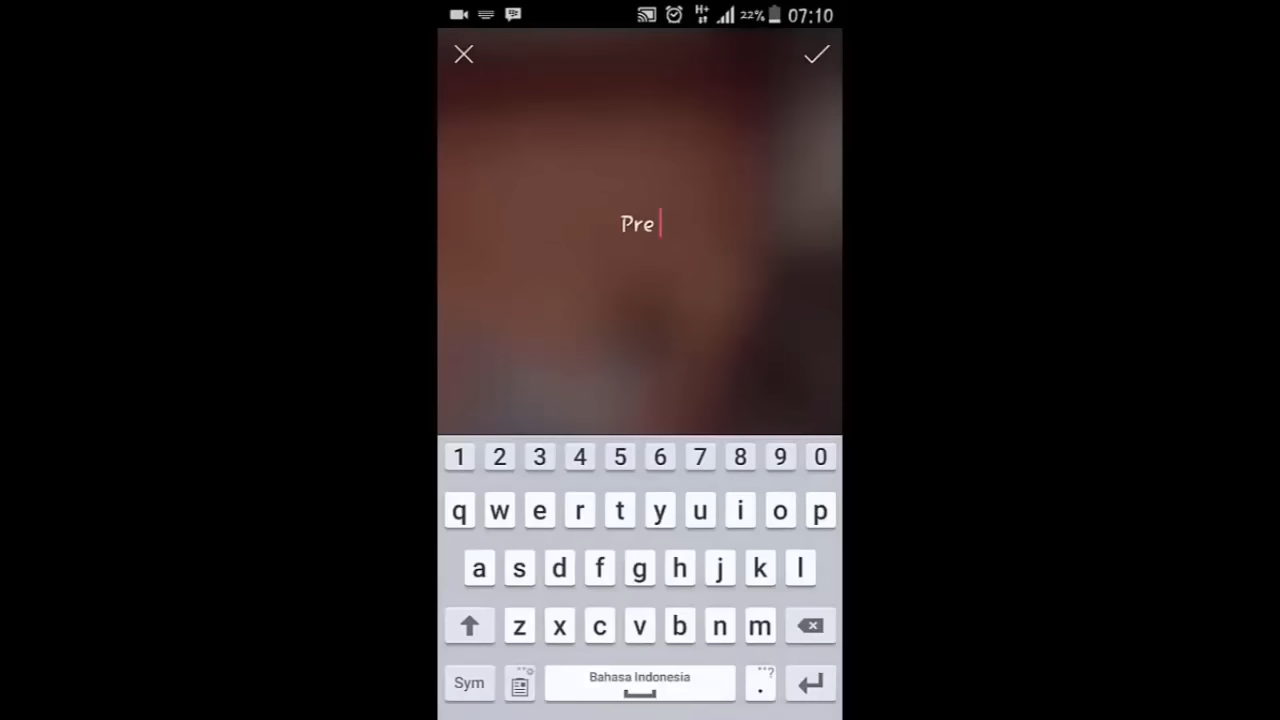 H+ 22% 07:10
Pre
1 2 3 4 5 6 7 8 9 0
q w e r t y u i o p
a s d f g h j k l
z x c v b n m
Sym Bahasa Indonesia . ?